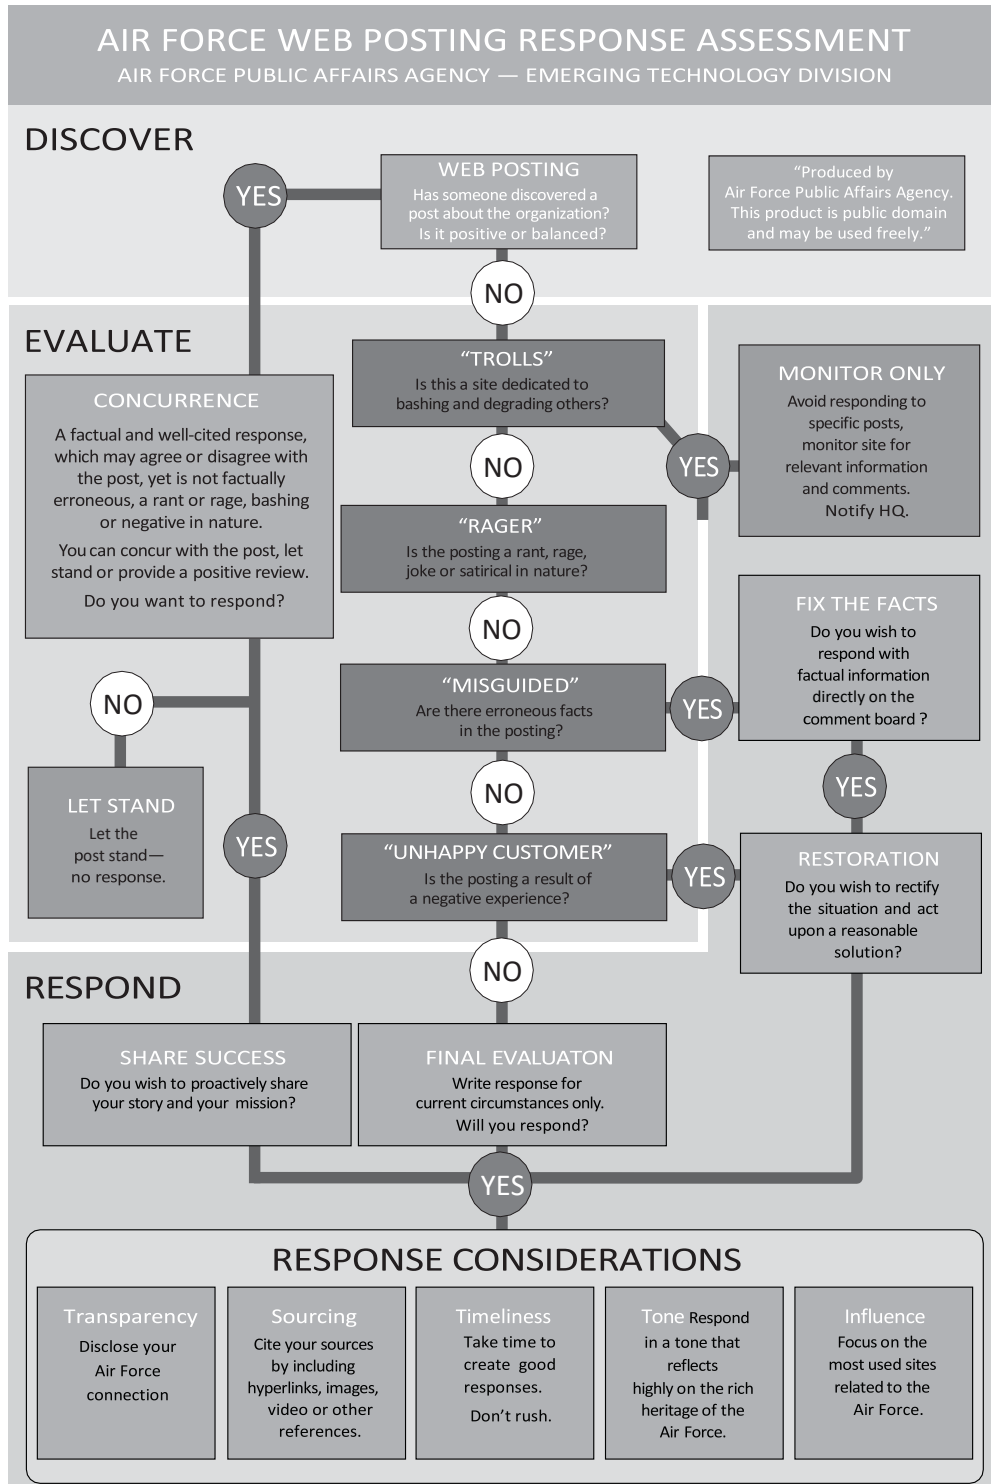 AIR FORCE WEB POSTING RESPONSE ASSESSMENT
AIR FORCE PUBLIC AFFAIRS AGENCY — EMERGING TECHNOLOGY DIVISION
DISCOVER
YES
WEB POSTING
Has someone discovered a
post about the organization?
Is it positive or balanced?
“Produced by
Air Force Public Affairs Agency.
This product is public domain
and may be used freely.”
NO
EVALUATE
“TROLLS”
Is this a site dedicated to
bashing and degrading others?
MONITOR ONLY
Avoid responding to
specific posts,
monitor site for
relevant information
and comments.
Notify HQ.
CONCURRENCE
A factual and well-cited response,
which may agree or disagree with
the post, yet is not factually
erroneous, a rant or rage, bashing
or negative in nature.
You can concur with the post, let
stand or provide a positive review.
Do you want to respond?
NO
YES
“RAGER”
Is the posting a rant, rage,
joke or satirical in nature?
NO
FIX THE FACTS
Do you wish to
respond with
factual information
directly on the
comment board ?
“MISGUIDED”
Are there erroneous facts
in the posting?
YES
NO
LET STAND
Let the
post stand—
no response.
NO
YES
YES
“UNHAPPY CUSTOMER”
Is the posting a result of
a negative experience?
YES
RESTORATION
Do you wish to rectify
the situation and act
upon a reasonable
solution?
NO
RESPOND
SHARE SUCCESS
Do you wish to proactively share
your story and your mission?
FINAL EVALUATON
Write response for
current circumstances only.
Will you respond?
YES
RESPONSE CONSIDERATIONS
Transparency
Disclose your
Air Force
connection
Sourcing
Cite your sources
by including
hyperlinks, images,
video or other
references.
Timeliness
Take time to
create good
responses.
Don’t rush.
Tone Respond
in a tone that
reflects
highly on the rich
heritage of the
Air Force.
Influence
Focus on the
most used sites
related to the
Air Force.